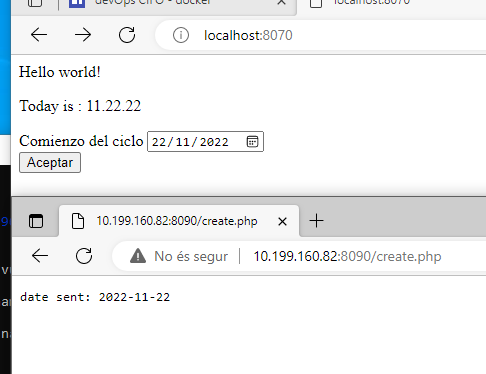 devOps CIFO - docker
localhost:8070
localhost:8070
Hello world!
Today is : 11.22.22
Comienzo del ciclo 22/11/2022
Aceptar
10.199.160.82:8090/create.php
No és segur 10.199.160.82:8090/create.php
date sent: 2022-11-22